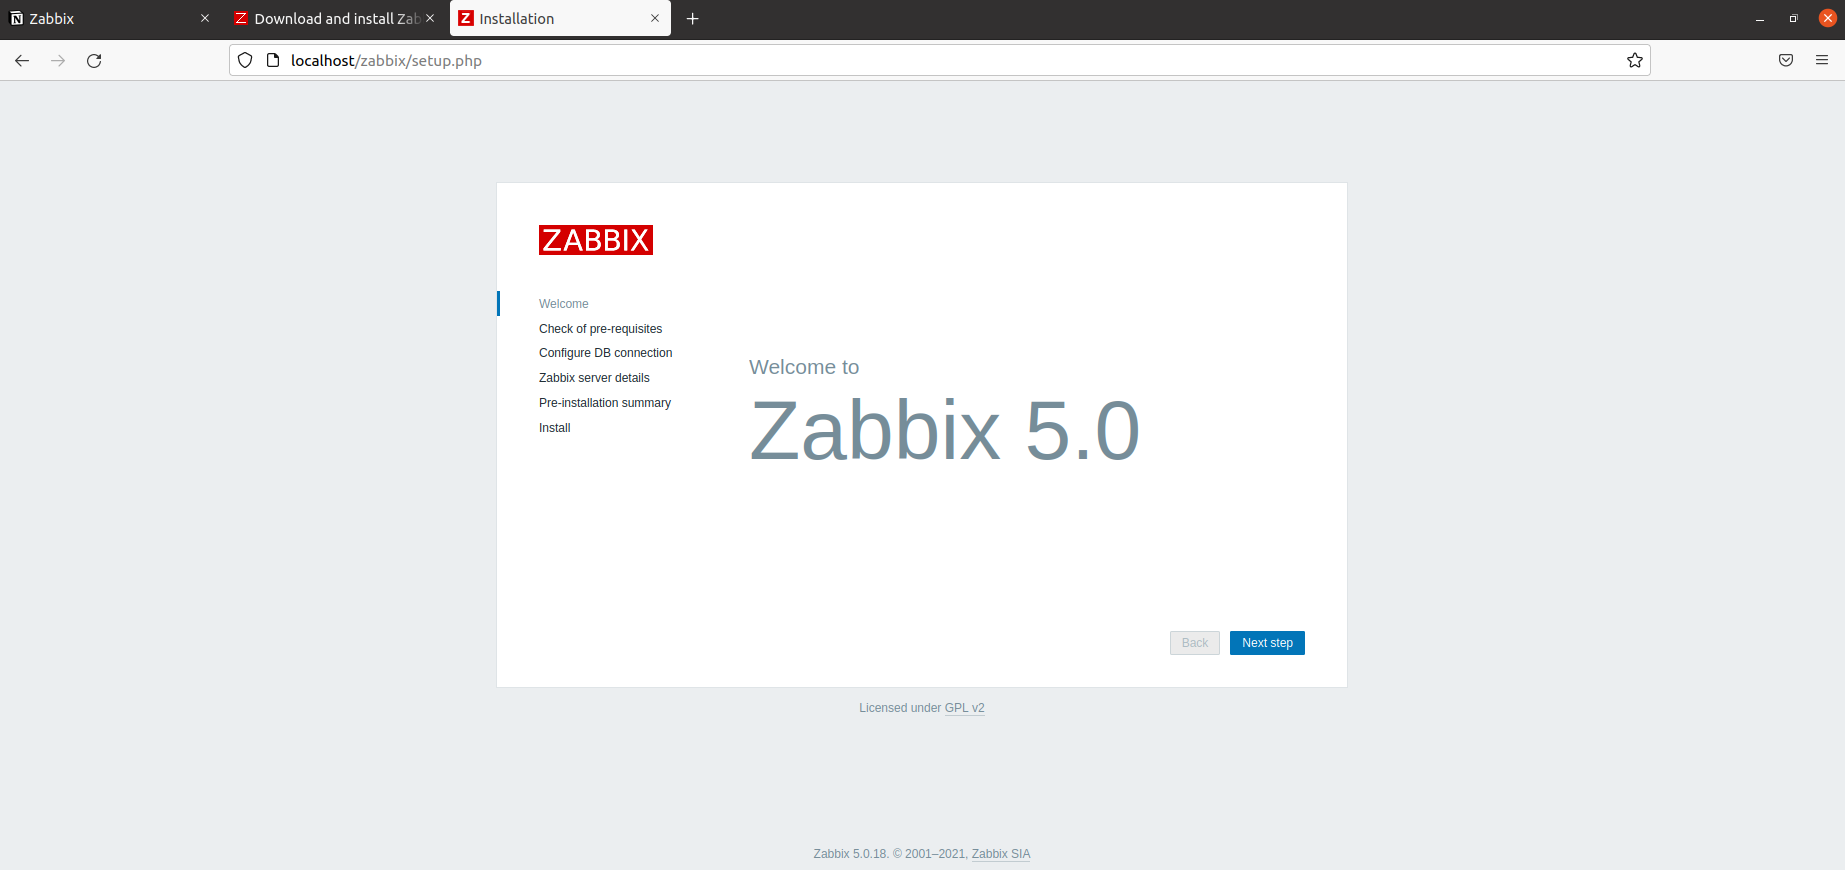 Zabbix
Download and install Zab
Installation
localhost/zabbix/setup.php
ZABBIX
Welcome
Check of pre-requisites
Configure DB connection
Zabbix server details
Pre-installation summary
Install
Welcome to
Zabbix 5.0
Back
Next step
Licensed under GPL v2
Zabbix 5.0.18. © 2001–2021, Zabbix SIA